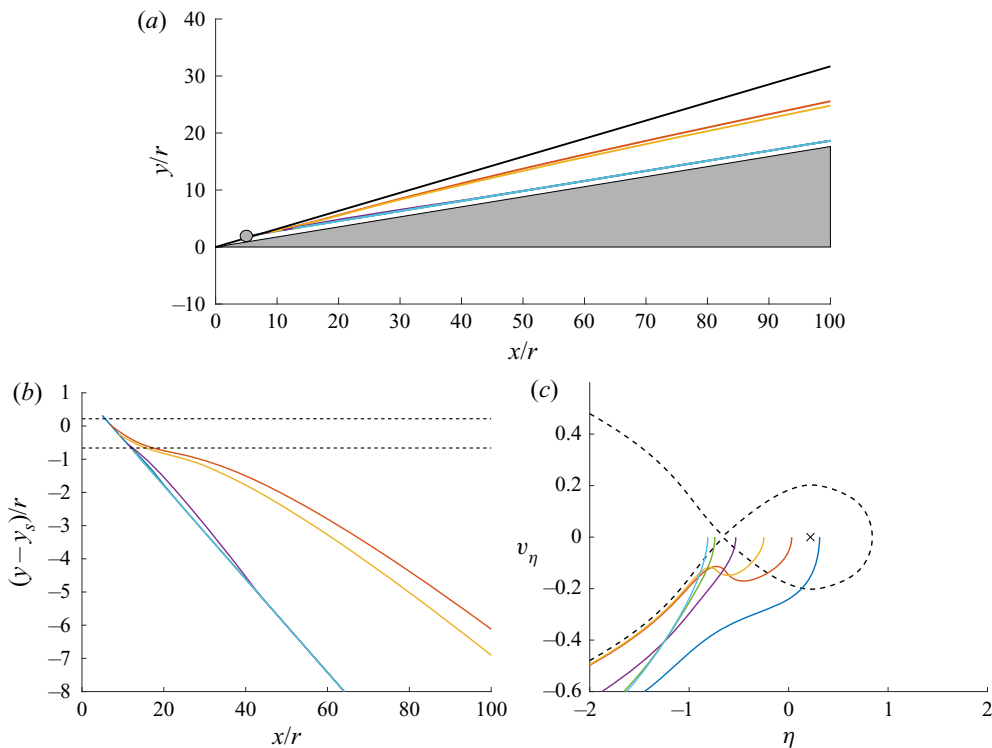 (a)
40
30
20
10
0
–10
y/r
0 10 20 30 40 50 60 70 80 90 100
x/r
(b)
1
0
–1
–2
–3
–4
–5
–6
–7
–8
(y – y_s)/r
0 20 40 60 80 100
x/r
(c)
0.4
0.2
0
–0.2
–0.4
–0.6
v_η
–2 –1 0 1 2
η